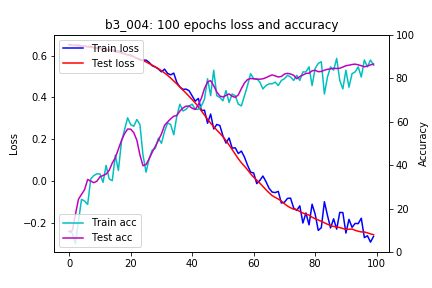 b3_004: 100 epochs loss and accuracy
Train loss
Test loss
Train acc
Test acc
Loss
0.6
0.4
0.2
0.0
−0.2
Accuracy
100
80
60
40
20
0
0
20
40
60
80
100